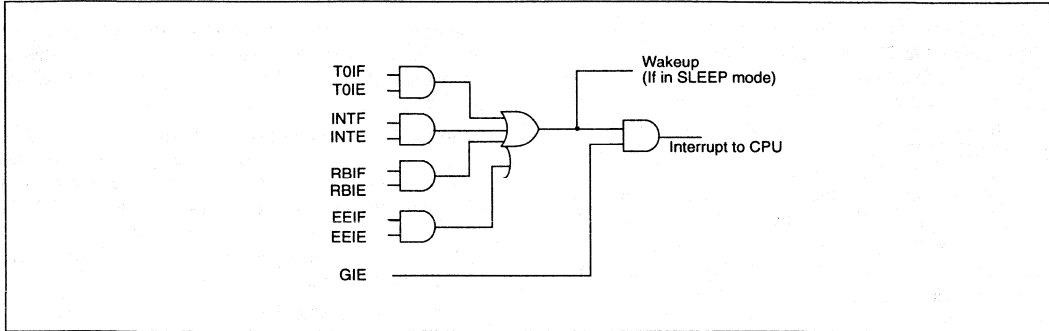 T0IF
T0IE
INTF
INTE
RBIF
RBIE
EEIF
EEIE
GIE
Wakeup
(If in SLEEP mode)
Interrupt to CPU